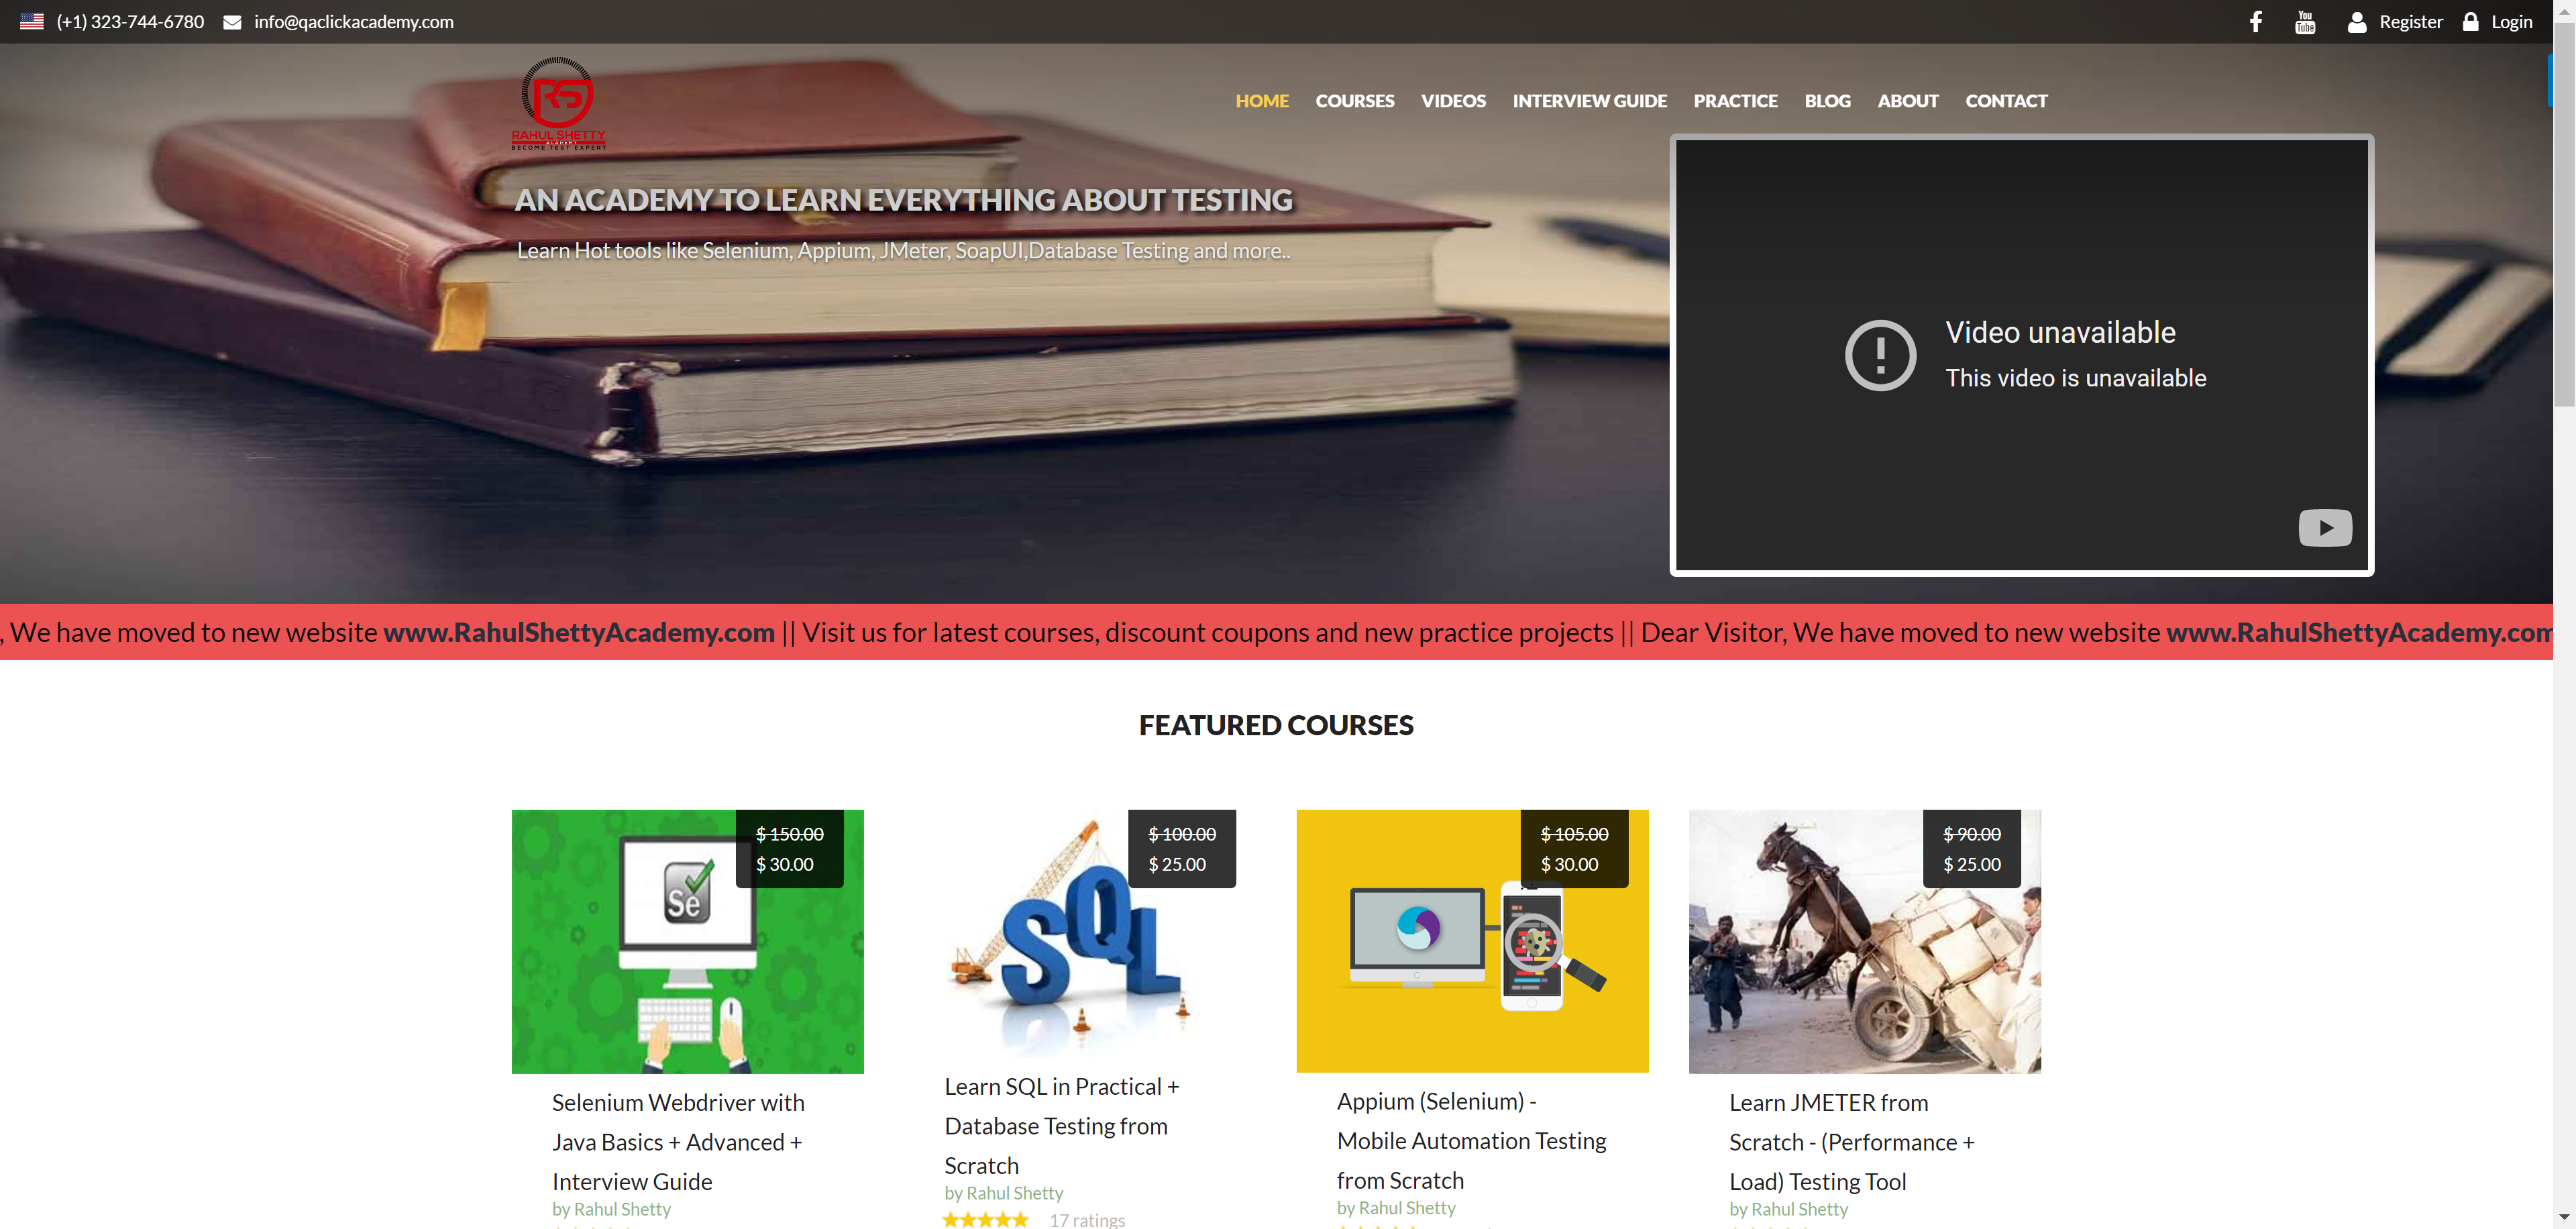 (+1) 323-744-6780 info@qaclickacademy.com
You Tube Register Login
RS
RAHUL SHETTY
ACADEMY
BECOME TEST EXPERT
HOME COURSES VIDEOS INTERVIEW GUIDE PRACTICE BLOG ABOUT CONTACT
AN ACADEMY TO LEARN EVERYTHING ABOUT TESTING
Learn Hot tools like Selenium, Appium, JMeter, SoapUI,Database Testing and more..
Video unavailable
This video is unavailable
, We have moved to new website www.RahulShettyAcademy.com || Visit us for latest courses, discount coupons and new practice projects || Dear Visitor, We have moved to new website www.RahulShettyAcademy.com
FEATURED COURSES
$ 150.00
$ 30.00
Se
Selenium Webdriver with
Java Basics + Advanced +
Interview Guide
by Rahul Shetty
$ 100.00
$ 25.00
SQL
Learn SQL in Practical +
Database Testing from
Scratch
by Rahul Shetty
17 ratings
$ 105.00
$ 30.00
Appium (Selenium) -
Mobile Automation Testing
from Scratch
by Rahul Shetty
$ 90.00
$ 25.00
Learn JMETER from
Scratch - (Performance +
Load) Testing Tool
by Rahul Shetty